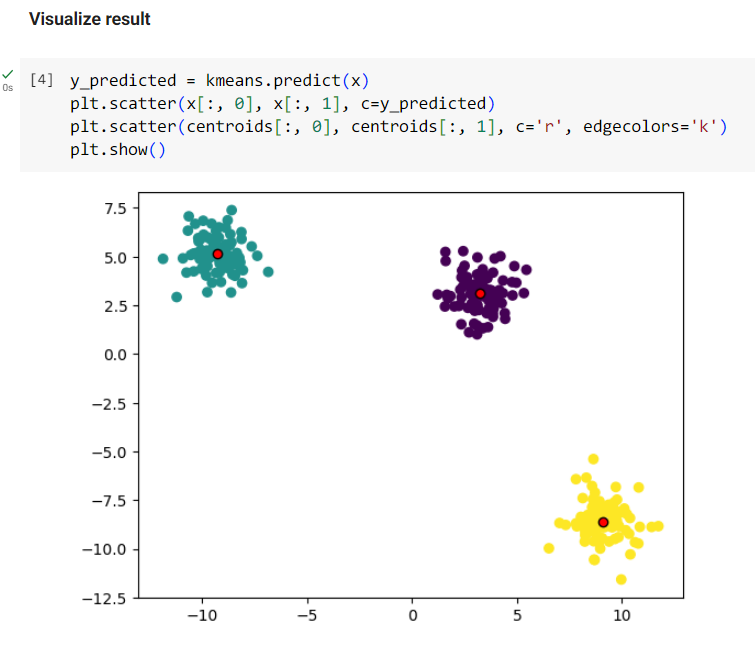 Visualize result
[4] y_predicted = kmeans.predict(x)
0s
plt.scatter(x[:, 0], x[:, 1], c=y_predicted)
plt.scatter(centroids[:, 0], centroids[:, 1], c='r', edgecolors='k')
plt.show()
7.5
5.0
2.5
0.0
−2.5
−5.0
−7.5
−10.0
−12.5
−10 −5 0 5 10